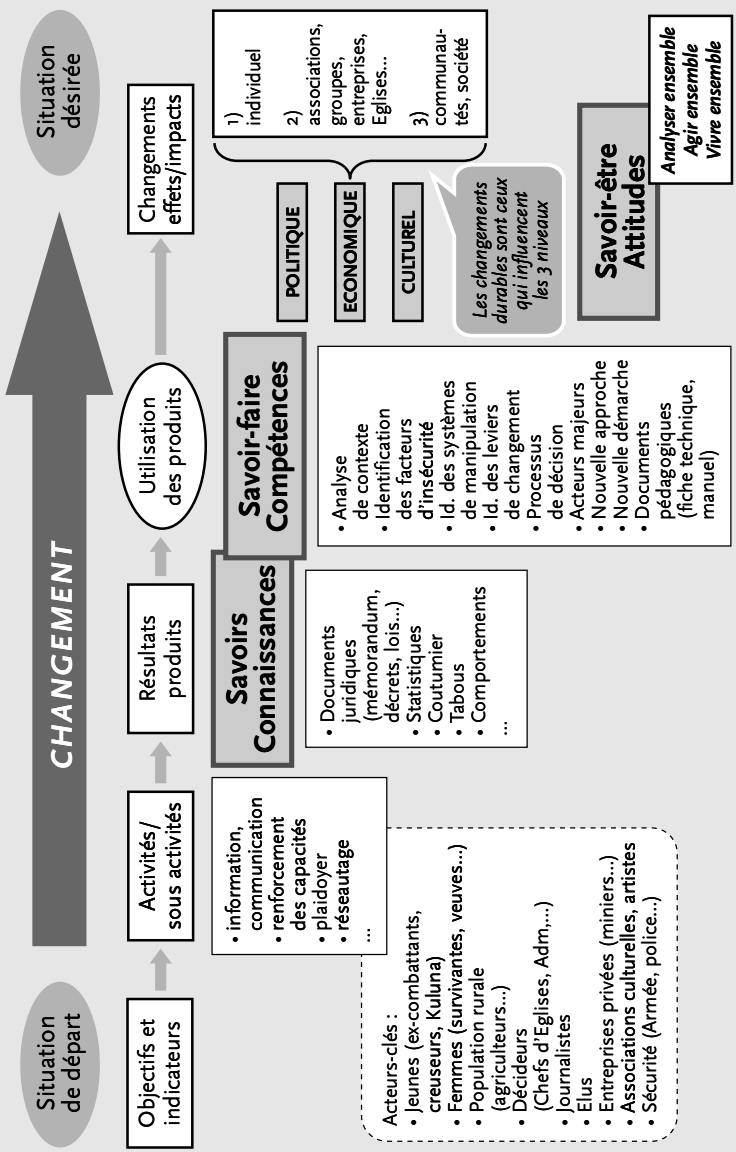 Situation
de départ
CHANGEMENT
Situation
désirée
Objectifs et
indicateurs
Activités/
sous activités
Résultats
produits
Utilisation
des produits
Changements
effets/impacts
• information,
communication
• renforcement
des capacités
• plaidoyer
• réseautage
...
Acteurs-clés :
• Jeunes (ex-combattants,
creuseurs, Kuluna)
• Femmes (survivantes, veuves...)
• Population rurale
(agriculteurs...)
• Décideurs
(Chefs d'Eglises, Adm,...)
• Journalistes
• Elus
• Entreprises privées (miniers...)
• Associations culturelles, artistes
• Sécurité (Armée, police...)
Savoirs
Connaissances
• Documents
juridiques
(mémorandum,
décrets, lois...)
• Statistiques
• Coutumier
• Tabous
• Comportements
...
Savoir-faire
Compétences
• Analyse
de contexte
• Identification
des facteurs
d'insécurité
• Id. des systèmes
de manipulation
• Id. des leviers
de changement
• Processus
de décision
• Acteurs majeurs
• Nouvelle approche
• Nouvelle démarche
• Documents
pédagogiques
(fiche technique,
manuel)
POLITIQUE
ECONOMIQUE
CULTUREL
1)
individuel
2)
associations,
groupes,
entreprises,
Eglises...
3)
communau-
tés, société
Les changements
durables sont ceux
qui influencent
les 3 niveaux
Savoir-être
Attitudes
Analyser ensemble
Agir ensemble
Vivre ensemble